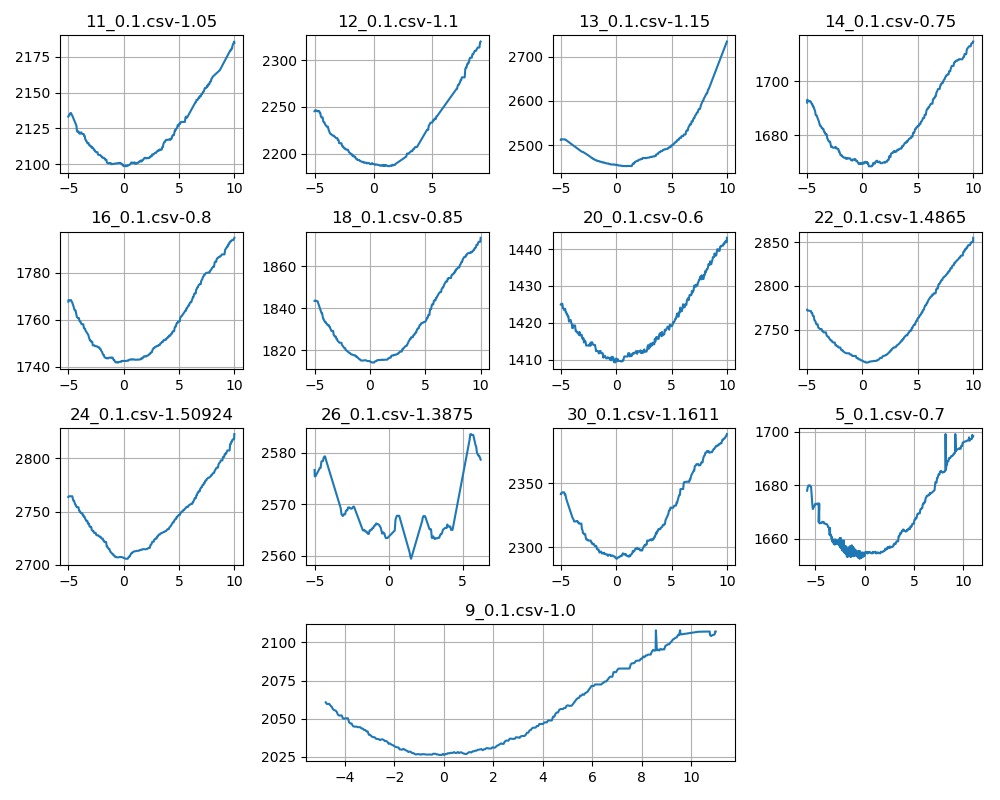 11_0.1.csv-1.05
2175
2150
2125
2100
−5 0 5 10
12_0.1.csv-1.1
2300
2250
2200
−5 0 5
13_0.1.csv-1.15
2700
2600
2500
−5 0 5 10
14_0.1.csv-0.75
1700
1680
−5 0 5 10
16_0.1.csv-0.8
1780
1760
1740
−5 0 5 10
18_0.1.csv-0.85
1860
1840
1820
−5 0 5 10
20_0.1.csv-0.6
1440
1430
1420
1410
−5 0 5 10
22_0.1.csv-1.4865
2850
2800
2750
−5 0 5 10
24_0.1.csv-1.50924
2800
2750
2700
−5 0 5 10
26_0.1.csv-1.3875
2580
2570
2560
−5 0 5
30_0.1.csv-1.1611
2350
2300
−5 0 5 10
5_0.1.csv-0.7
1700
1680
1660
−5 0 5 10
9_0.1.csv-1.0
2100
2075
2050
2025
−4 −2 0 2 4 6 8 10